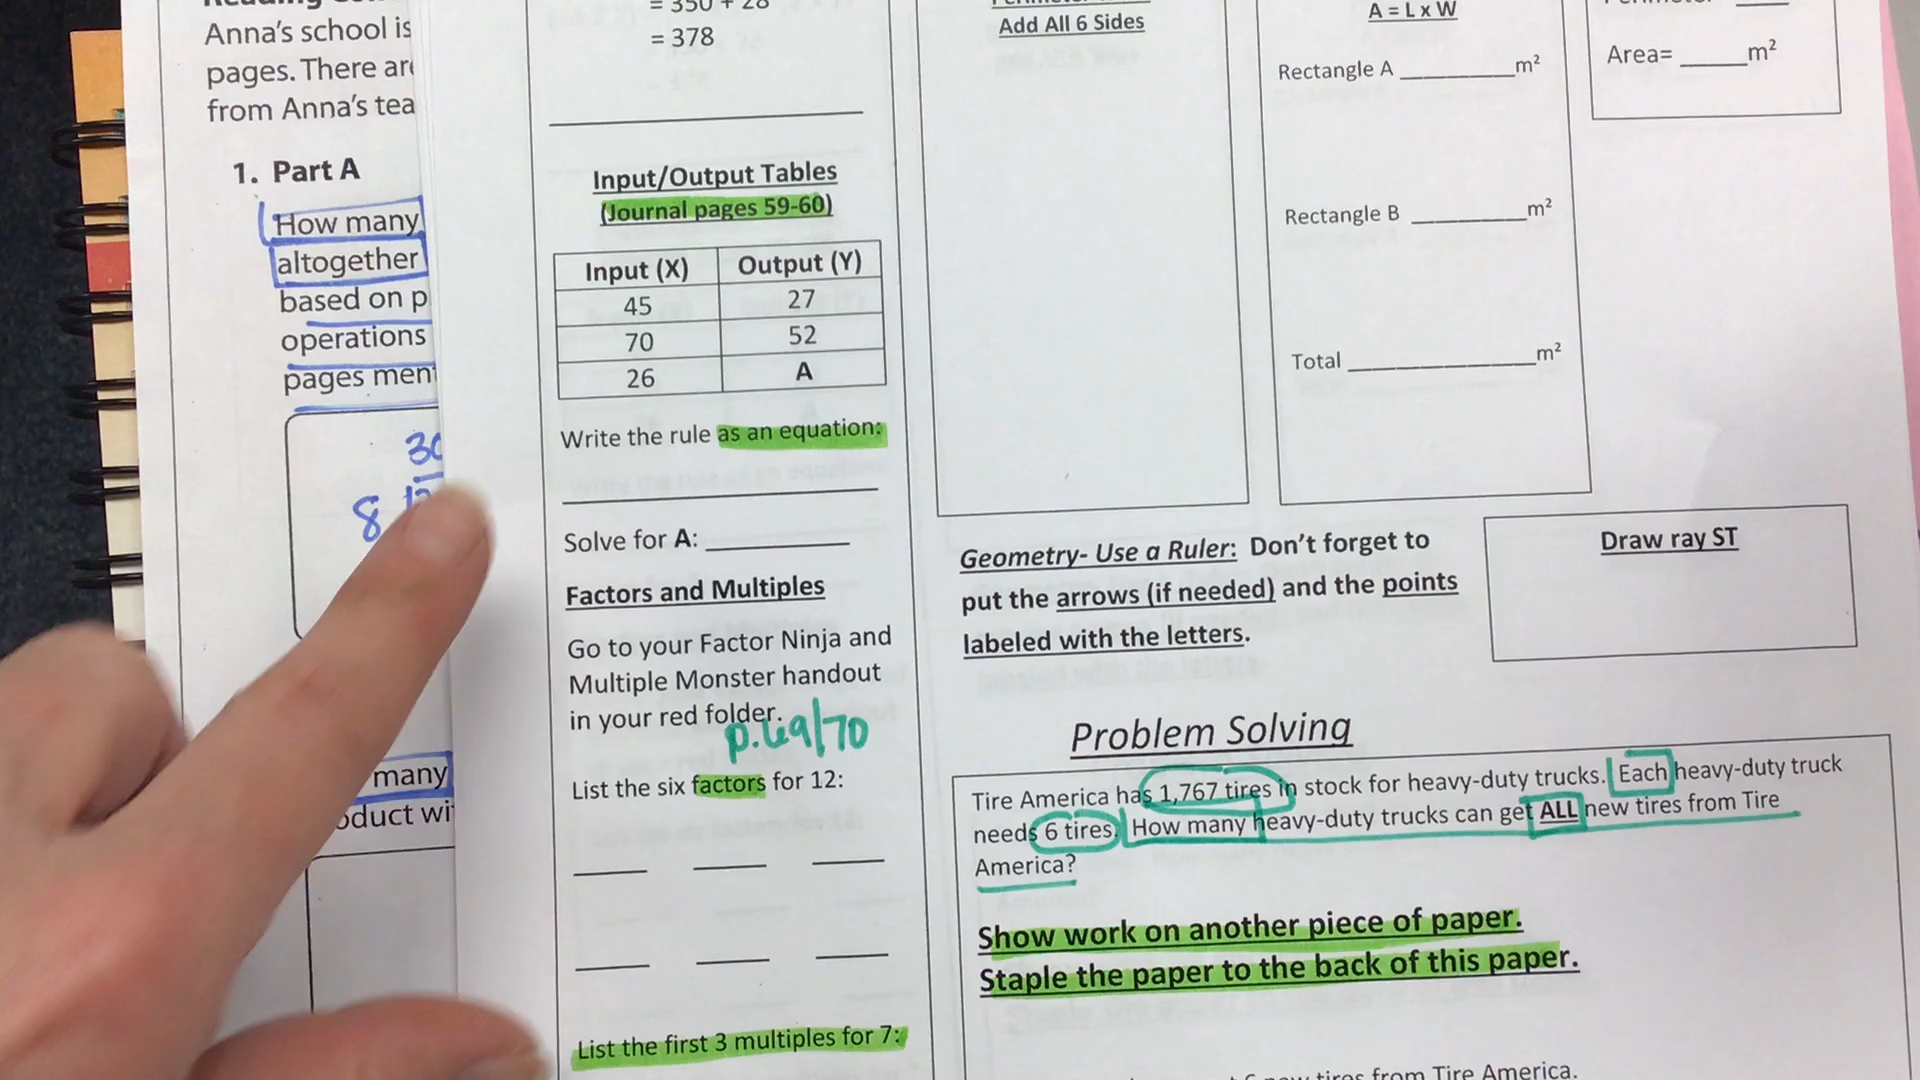 Anna's school is
pages. There are
from Anna's tea
1. Part A
How many
altogether
based on p
operations
pages men
30
8
many
oduct wi
= 350 + 28
= 378
Input/Output Tables
(Journal pages 59-60)
Input (X) Output (Y)
45 27
70 52
26 A
Write the rule as an equation:
Solve for A:
Factors and Multiples
Go to your Factor Ninja and
Multiple Monster handout
in your red folder.
p.69/70
List the six factors for 12:
List the first 3 multiples for 7:
Add All 6 Sides
A = L x W
Rectangle A m²
Rectangle B m²
Total m²
Area= m²
Geometry- Use a Ruler: Don't forget to
put the arrows (if needed) and the points
labeled with the letters.
Draw ray ST
Problem Solving
Tire America has 1,767 tires in stock for heavy-duty trucks. Each heavy-duty truck
needs 6 tires. How many heavy-duty trucks can get ALL new tires from Tire
America?
Show work on another piece of paper.
Staple the paper to the back of this paper.
tires from Tire America.